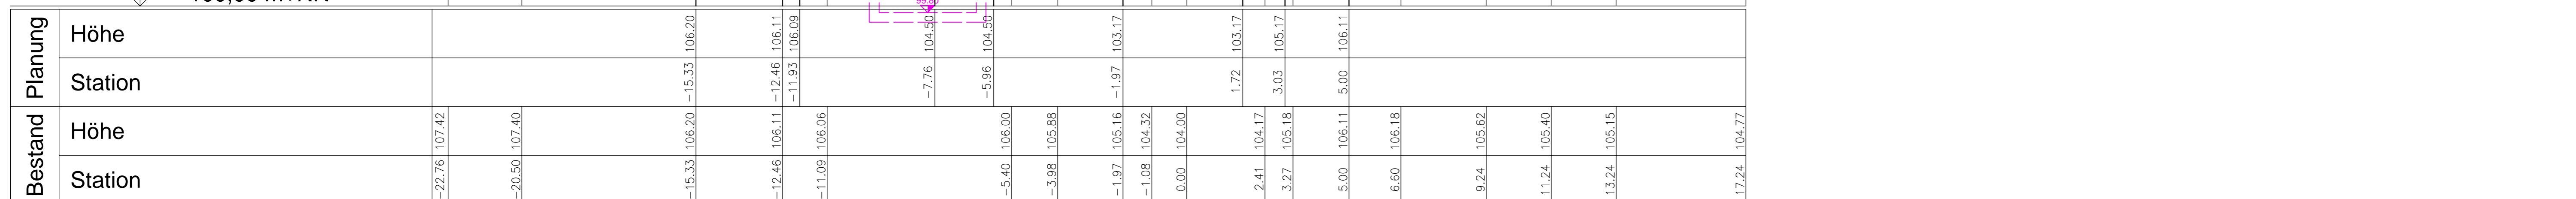 Planung
Höhe
106.20 106.11 106.09 104.50 104.50 103.17 103.17 105.17 106.11
Station
−15.33 −12.46 −11.93 −7.76 −5.96 −1.97 1.72 3.03 5.00
Bestand
Höhe
107.42 107.40 106.20 106.11 106.06 106.00 105.88 105.16 104.32 104.00 104.17 105.18 106.11 106.18 105.62 105.40 105.15 104.77
Station
−22.76 −20.50 −15.33 −12.46 −11.09 −5.40 −3.98 −1.97 −1.08 0.00 2.41 3.27 5.00 6.60 9.24 11.24 13.24 17.24